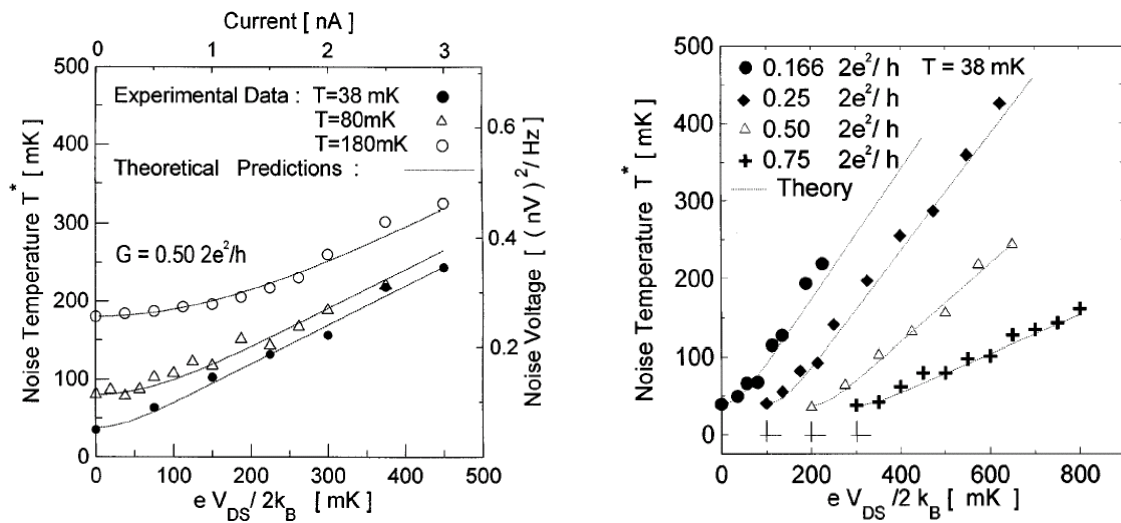 Current [ nA ]
0 1 2 3
500
400
300
200
100
0
Noise Temperature T* [ mK ]
Experimental Data : T=38 mK
T=80mK
T=180mK
Theoretical Predictions :
G = 0.50 2e²/h
0.6
0.4
0.2
Noise Voltage [ (nV)²/Hz ]
0 100 200 300 400 500
e V_DS / 2k_B [ mK ]
500
400
300
200
100
0
Noise Temperature T* [ mK ]
0.166 2e²/h T = 38 mK
0.25 2e²/h
0.50 2e²/h
0.75 2e²/h
Theory
0 200 400 600 800
e V_DS /2 k_B [ mK ]